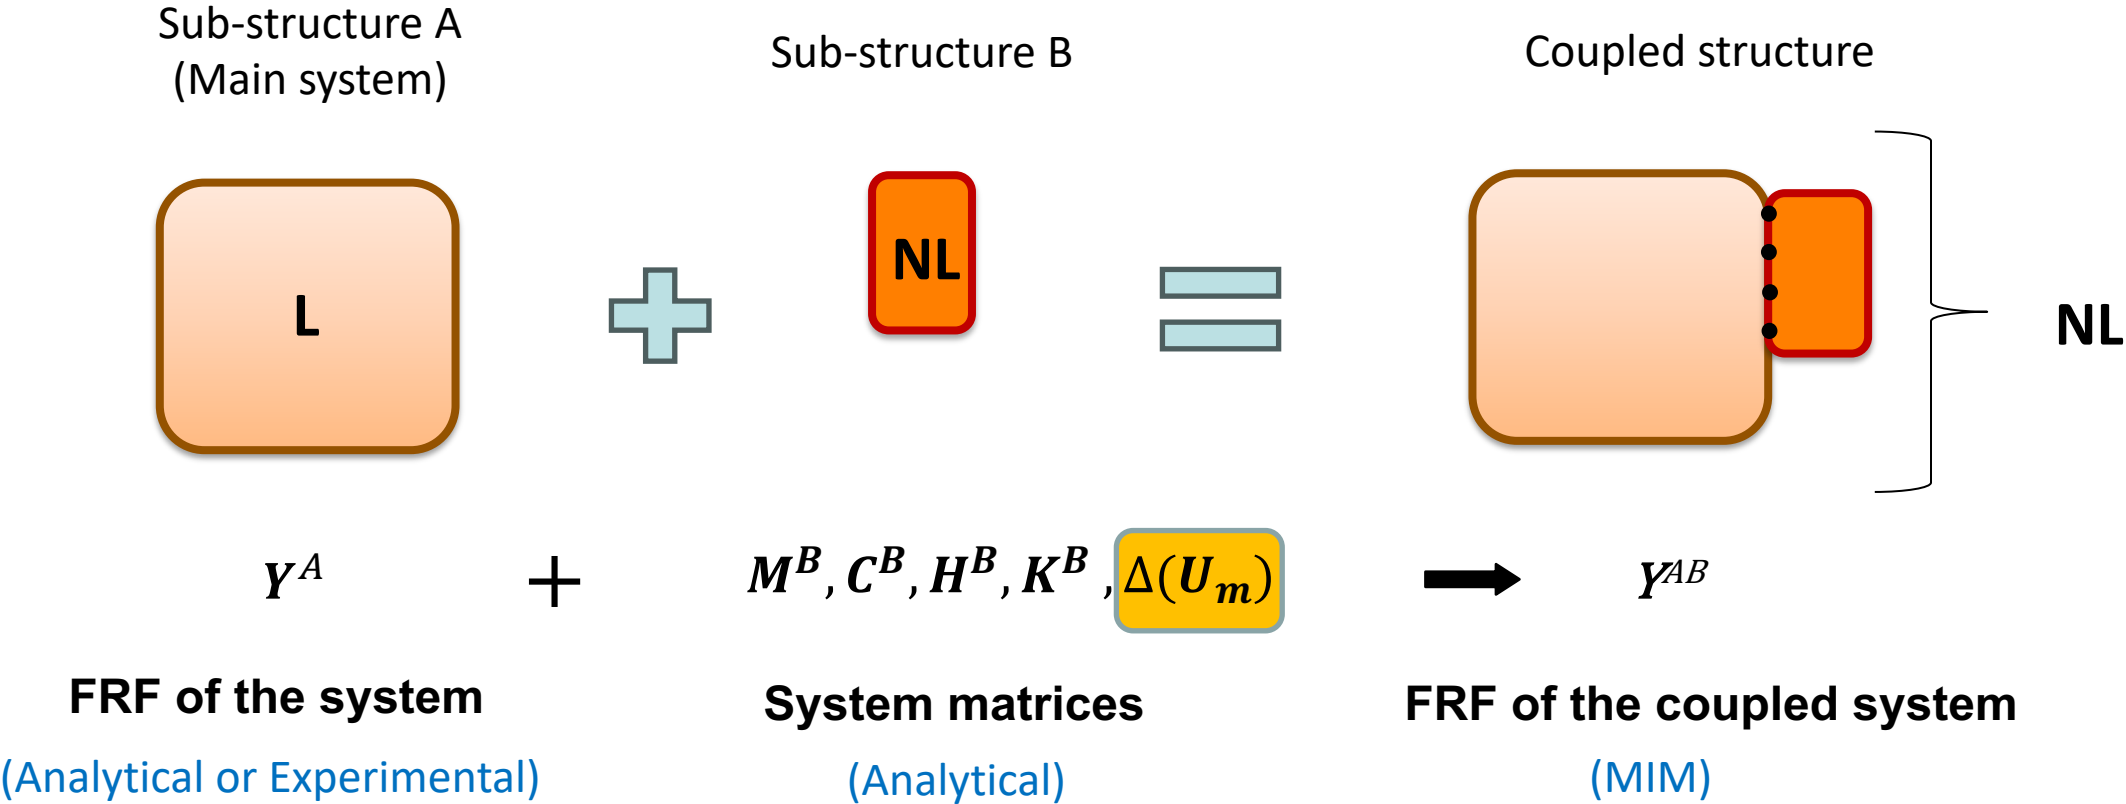 Sub-structure A
(Main system)
Sub-structure B
Coupled structure
L
NL
NL
Y^A
+
M^B, C^B, H^B, K^B, Δ(U_m)
Y^AB
FRF of the system
System matrices
FRF of the coupled system
(Analytical or Experimental)
(Analytical)
(MIM)